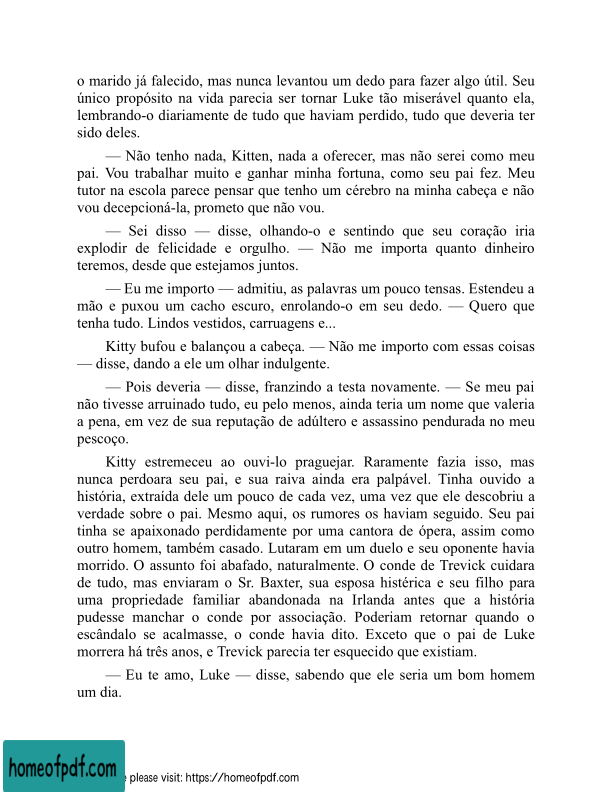 o marido já falecido, mas nunca levantou um dedo para fazer algo útil. Seu
único propósito na vida parecia ser tornar Luke tão miserável quanto ela,
lembrando-o diariamente de tudo que haviam perdido, tudo que deveria ter
sido deles.
— Não tenho nada, Kitten, nada a oferecer, mas não serei como meu
pai. Vou trabalhar muito e ganhar minha fortuna, como seu pai fez. Meu
tutor na escola parece pensar que tenho um cérebro na minha cabeça e não
vou decepcioná-la, prometo que não vou.
— Sei disso — disse, olhando-o e sentindo que seu coração iria
explodir de felicidade e orgulho. — Não me importa quanto dinheiro
teremos, desde que estejamos juntos.
— Eu me importo — admitiu, as palavras um pouco tensas. Estendeu a
mão e puxou um cacho escuro, enrolando-o em seu dedo. — Quero que
tenha tudo. Lindos vestidos, carruagens e...
Kitty bufou e balançou a cabeça. — Não me importo com essas coisas
— disse, dando a ele um olhar indulgente.
— Pois deveria — disse, franzindo a testa novamente. — Se meu pai
não tivesse arruinado tudo, eu pelo menos, ainda teria um nome que valeria
a pena, em vez de sua reputação de adúltero e assassino pendurada no meu
pescoço.
Kitty estremeceu ao ouvi-lo praguejar. Raramente fazia isso, mas
nunca perdoara seu pai, e sua raiva ainda era palpável. Tinha ouvido a
história, extraída dele um pouco de cada vez, uma vez que ele descobriu a
verdade sobre o pai. Mesmo aqui, os rumores os haviam seguido. Seu pai
tinha se apaixonado perdidamente por uma cantora de ópera, assim como
outro homem, também casado. Lutaram em um duelo e seu oponente havia
morrido. O assunto foi abafado, naturalmente. O conde de Trevick cuidara
de tudo, mas enviaram o Sr. Baxter, sua esposa histérica e seu filho para
uma propriedade familiar abandonada na Irlanda antes que a história
pudesse manchar o conde por associação. Poderiam retornar quando o
escândalo se acalmasse, o conde havia dito. Exceto que o pai de Luke
morrera há três anos, e Trevick parecia ter esquecido que existiam.
— Eu te amo, Luke — disse, sabendo que ele seria um bom homem
um dia.
homeofpdf.com
please visit: https://homeofpdf.com